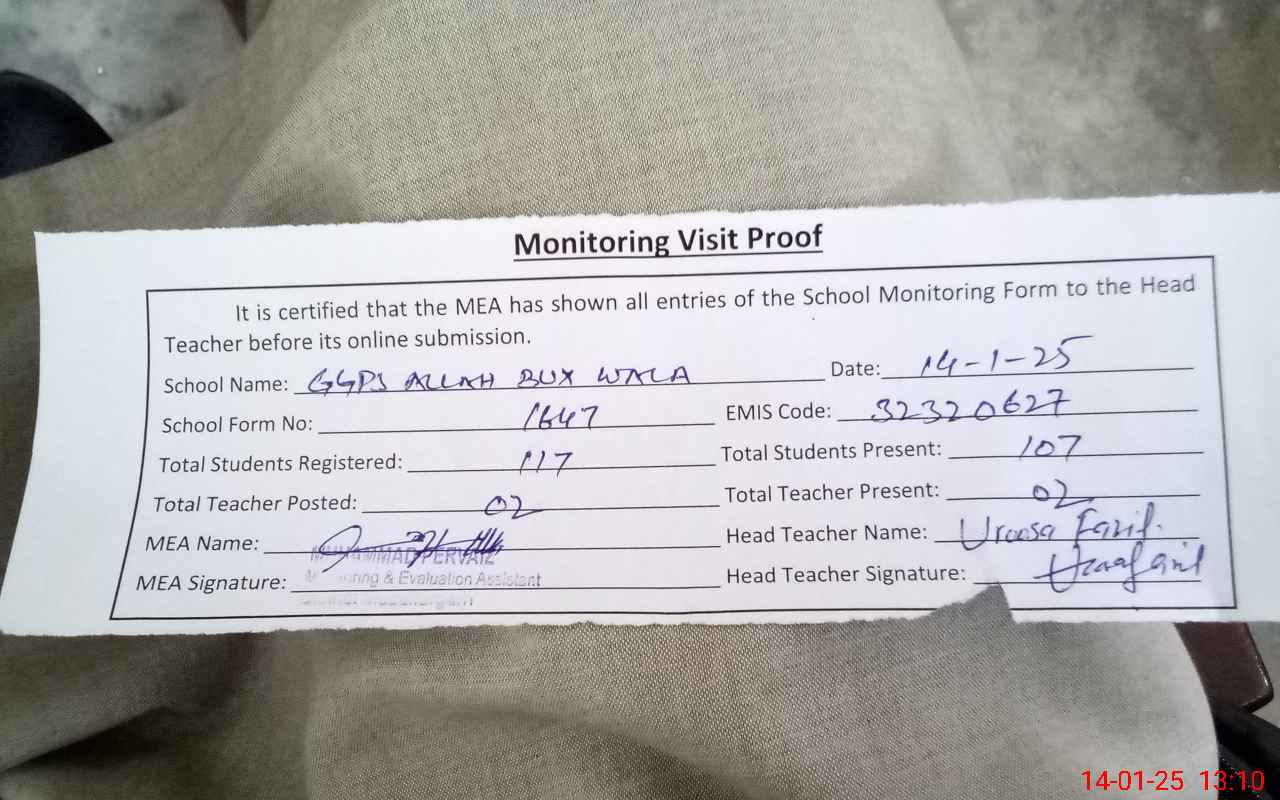 Monitoring Visit Proof
It is certified that the MEA has shown all entries of the School Monitoring Form to the Head
Teacher before its online submission.
School Name: GGPS ALLAH BUX WALA Date: 14-1-25
School Form No: 1647 EMIS Code: 32320627
Total Students Registered: 117 Total Students Present: 107
Total Teacher Posted: 02 Total Teacher Present: 02
MEA Name: MUHAMMAD PERVAIZ Head Teacher Name: Uroosa Fazil.
MEA Signature: & Evaluation Assistant Head Teacher Signature:
14-01-25 13:10